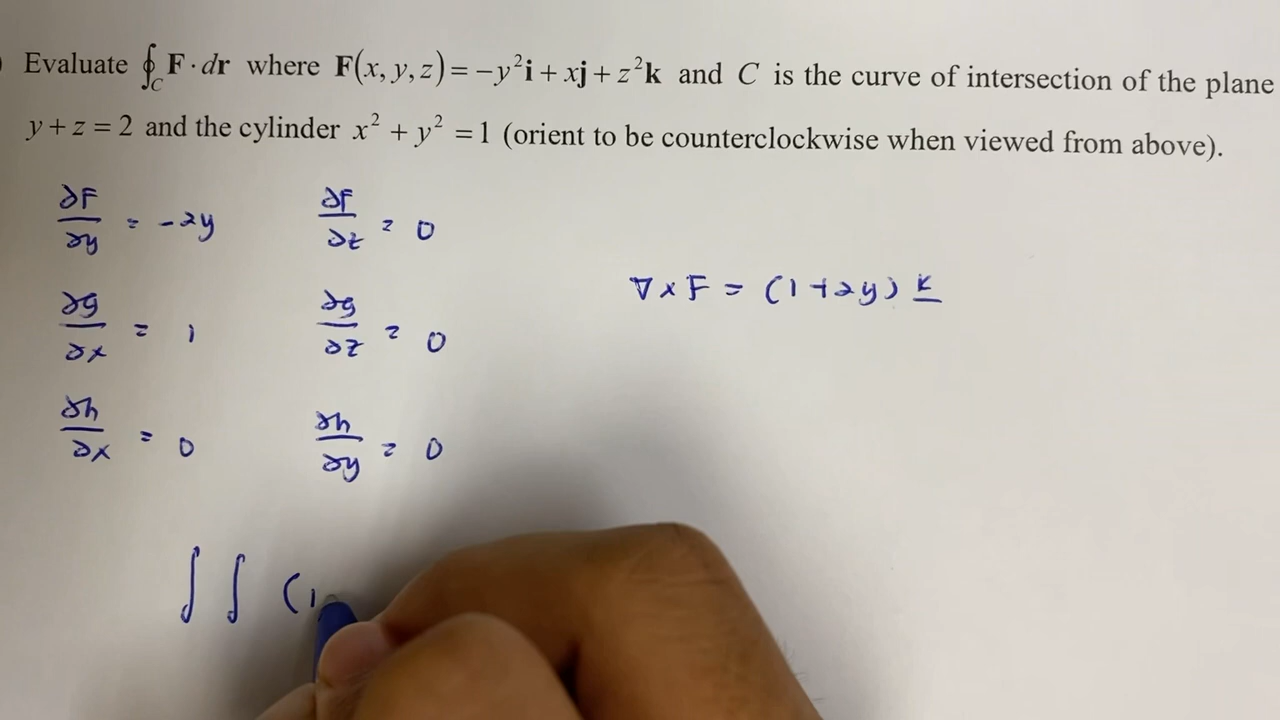 Evaluate ∮_C F · dr where F(x, y, z) = −y²i + xj + z²k and C is the curve of intersection of the plane
y + z = 2 and the cylinder x² + y² = 1 (orient to be counterclockwise when viewed from above).
∂F/∂y = -2y ∂F/∂z = 0
∇ x F = (1+2y) k
∂g/∂x = 1 ∂g/∂z = 0
∂h/∂x = 0 ∂h/∂y = 0
∫∫ (1